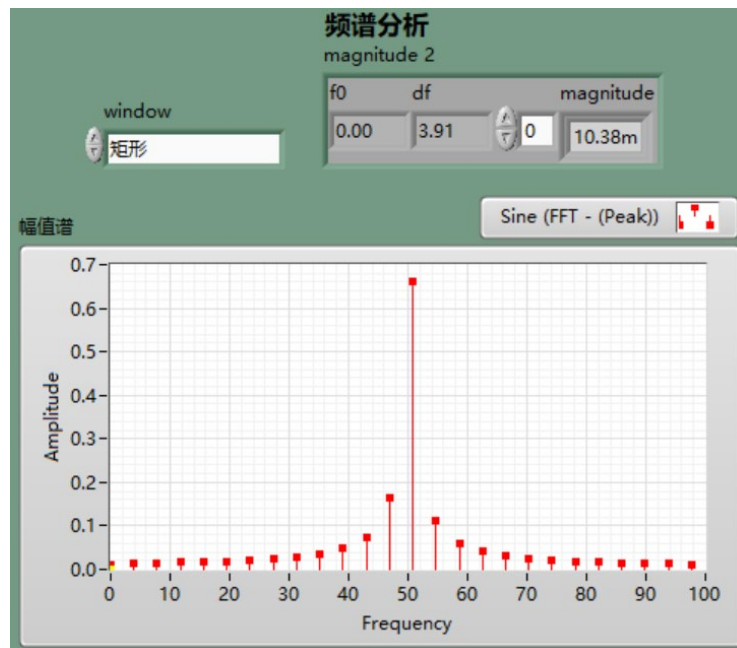 频谱分析
magnitude 2
f0 df magnitude
window
0.00 3.91 0 10.38m
矩形
Sine (FFT - (Peak))
幅值谱
0.7
0.6
0.5
0.4
0.3
0.2
0.1
0.0
Amplitude
0 10 20 30 40 50 60 70 80 90 100
Frequency